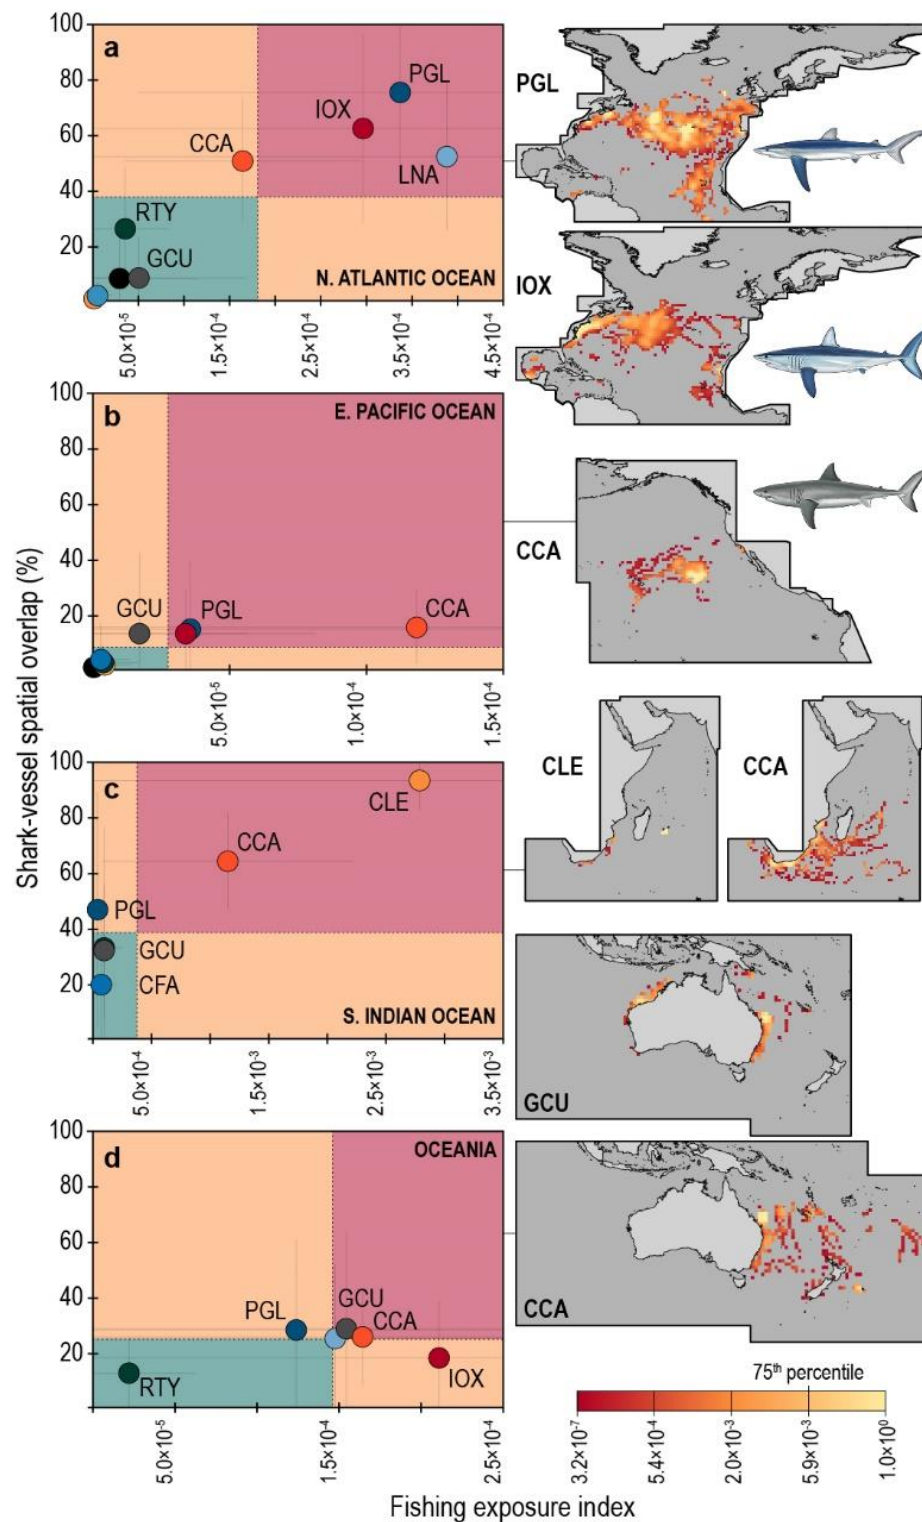 Shark-vessel spatial overlap (%)
a
100
80
60
40
20
PGL
IOX
CCA
LNA
RTY
GCU
N. ATLANTIC OCEAN
5.0×10⁻⁵
1.5×10⁻⁴
2.5×10⁻⁴
3.5×10⁻⁴
4.5×10⁻⁴
PGL
IOX
b
E. PACIFIC OCEAN
100
80
60
40
20
GCU
PGL
CCA
5.0×10⁻⁵
1.0×10⁻⁴
1.5×10⁻⁴
CCA
c
100
80
60
40
20
CLE
CCA
PGL
GCU
CFA
S. INDIAN OCEAN
5.0×10⁻⁴
1.5×10⁻³
2.5×10⁻³
3.5×10⁻³
CLE
CCA
GCU
d
OCEANIA
100
80
60
40
20
PGL
GCU
CCA
IOX
RTY
5.0×10⁻⁵
1.5×10⁻⁴
2.5×10⁻⁴
CCA
75th percentile
3.2×10⁻⁷
5.4×10⁻⁴
2.0×10⁻³
5.9×10⁻³
1.0×10⁰
Fishing exposure index